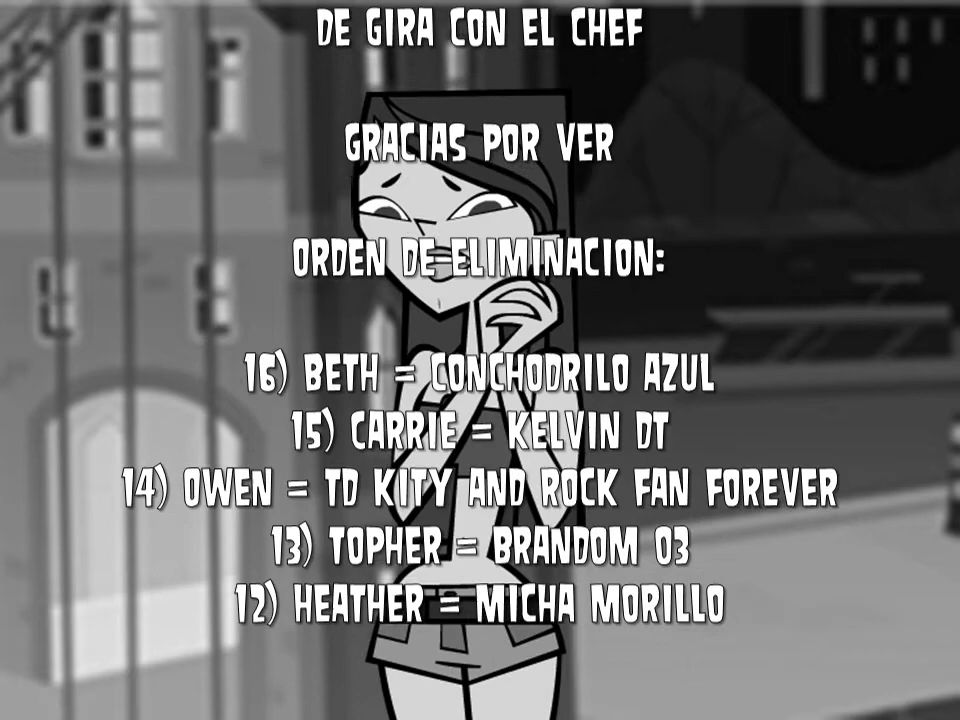 DE GIRA CON EL CHEF
GRACIAS POR VER
ORDEN DE ELIMINACION:
16) BETH = CONCHODRILO AZUL
15) CARRIE = KELVIN DT
14) OWEN = TD KITY AND ROCK FAN FOREVER
13) TOPHER = BRANDOM 03
12) HEATHER = MICHA MORILLO